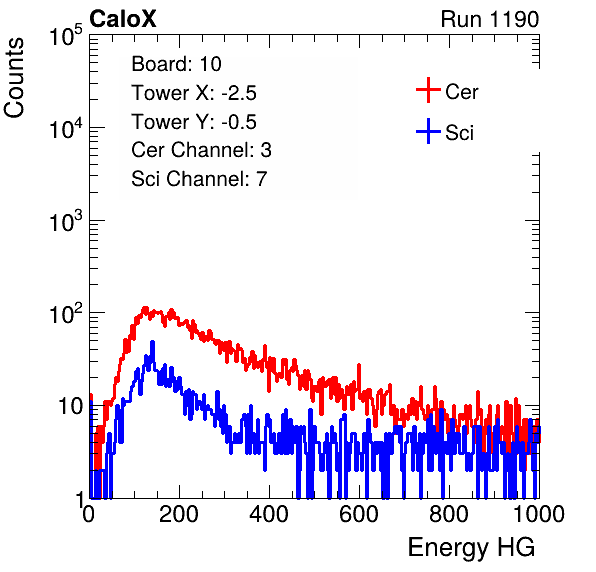 CaloX Run 1190
Counts
10^5
10^4
10^3
10^2
10
1
Board: 10
Tower X: -2.5
Tower Y: -0.5
Cer Channel: 3
Sci Channel: 7
Cer
Sci
0 200 400 600 800 1000
Energy HG